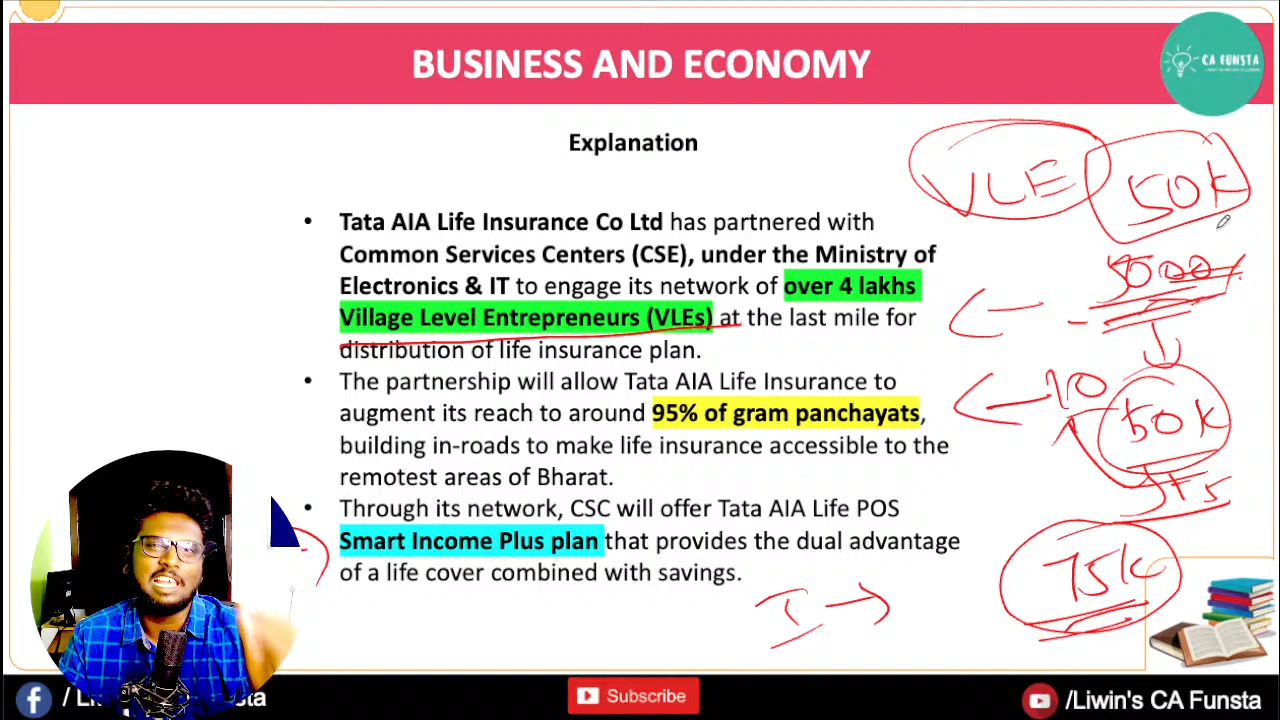 BUSINESS AND ECONOMY
CA FUNSTA
Explanation
VLE
50K
• Tata AIA Life Insurance Co Ltd has partnered with
Common Services Centers (CSE), under the Ministry of
Electronics & IT to engage its network of over 4 lakhs
Village Level Entrepreneurs (VLEs) at the last mile for
distribution of life insurance plan.
• The partnership will allow Tata AIA Life Insurance to
augment its reach to around 95% of gram panchayats,
building in-roads to make life insurance accessible to the
remotest areas of Bharat.
• Through its network, CSC will offer Tata AIA Life POS
Smart Income Plus plan that provides the dual advantage
of a life cover combined with savings.
5000
10
50K
75K
I →
Subscribe
/Liwin's CA Funsta